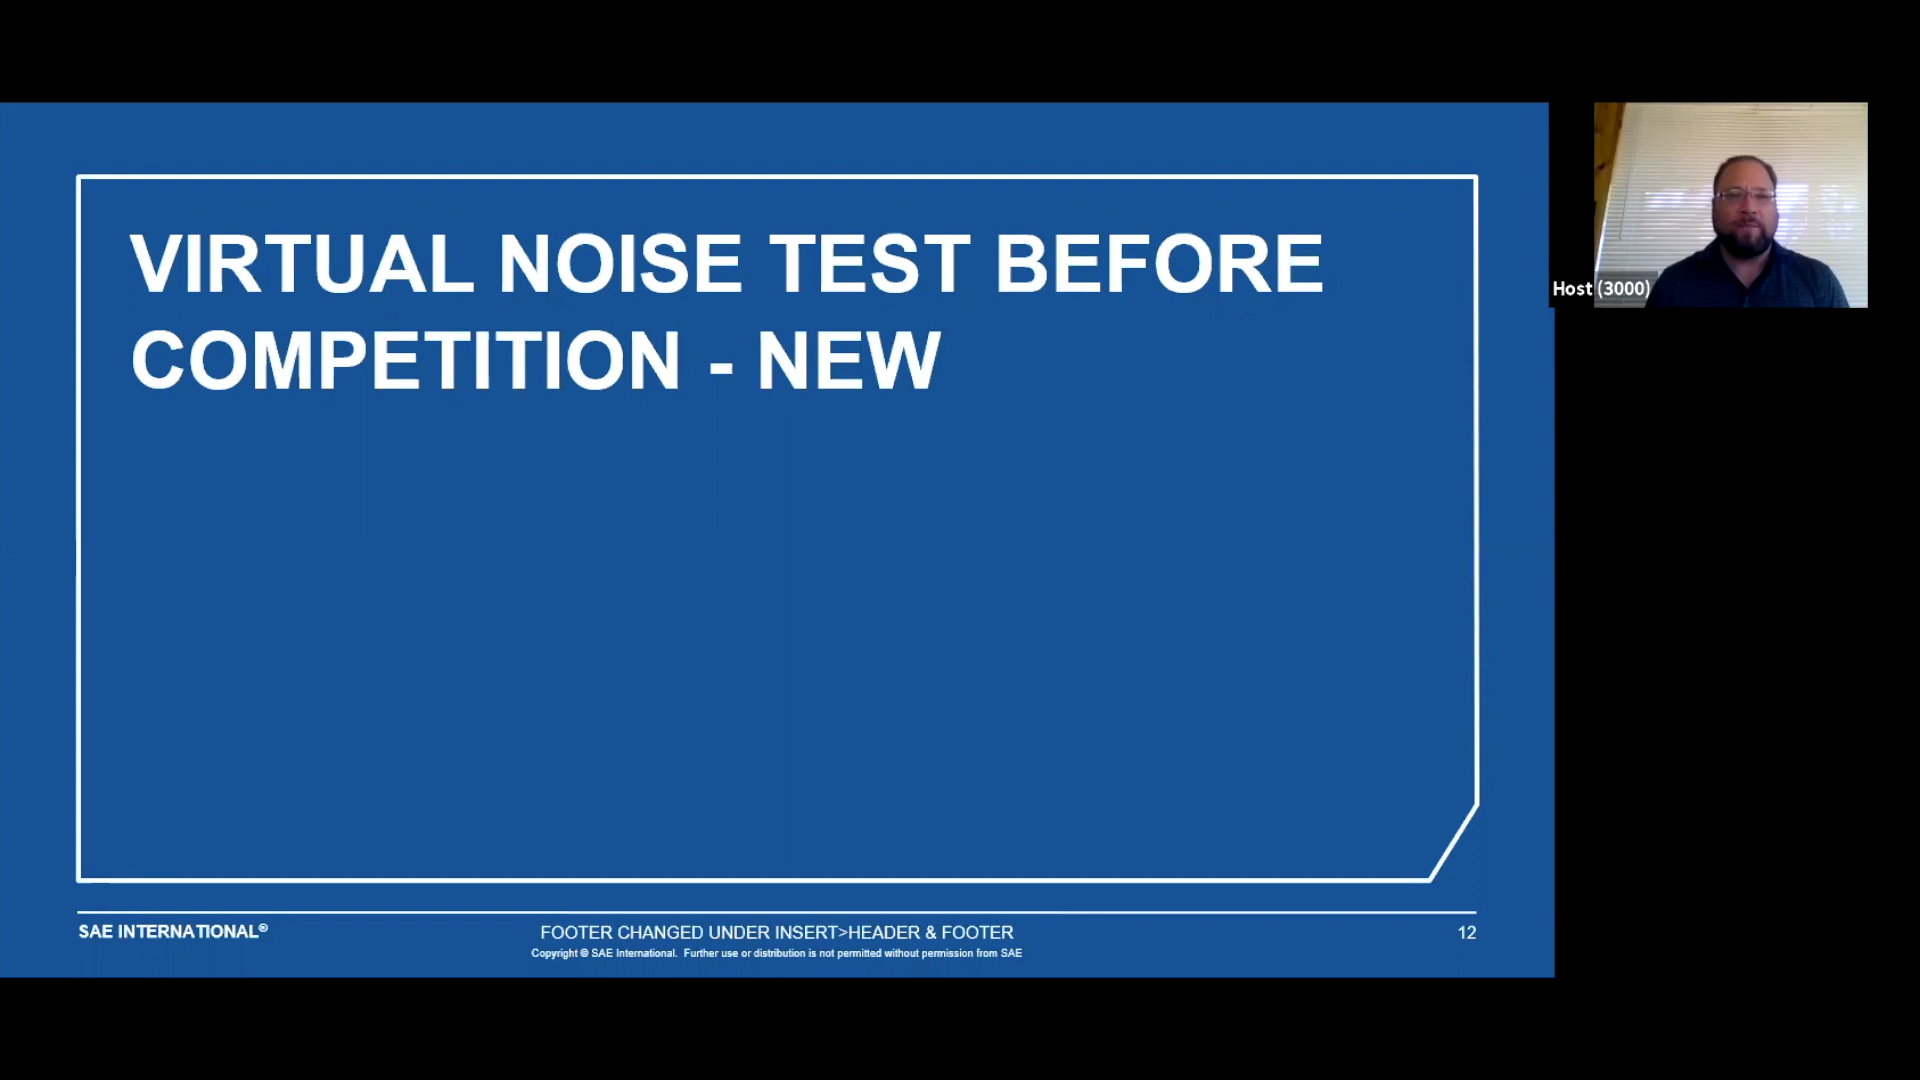 VIRTUAL NOISE TEST BEFORE
COMPETITION - NEW
Host (3000)
SAE INTERNATIONAL®
FOOTER CHANGED UNDER INSERT>HEADER & FOOTER
Copyright © SAE International. Further use or distribution is not permitted without permission from SAE
12